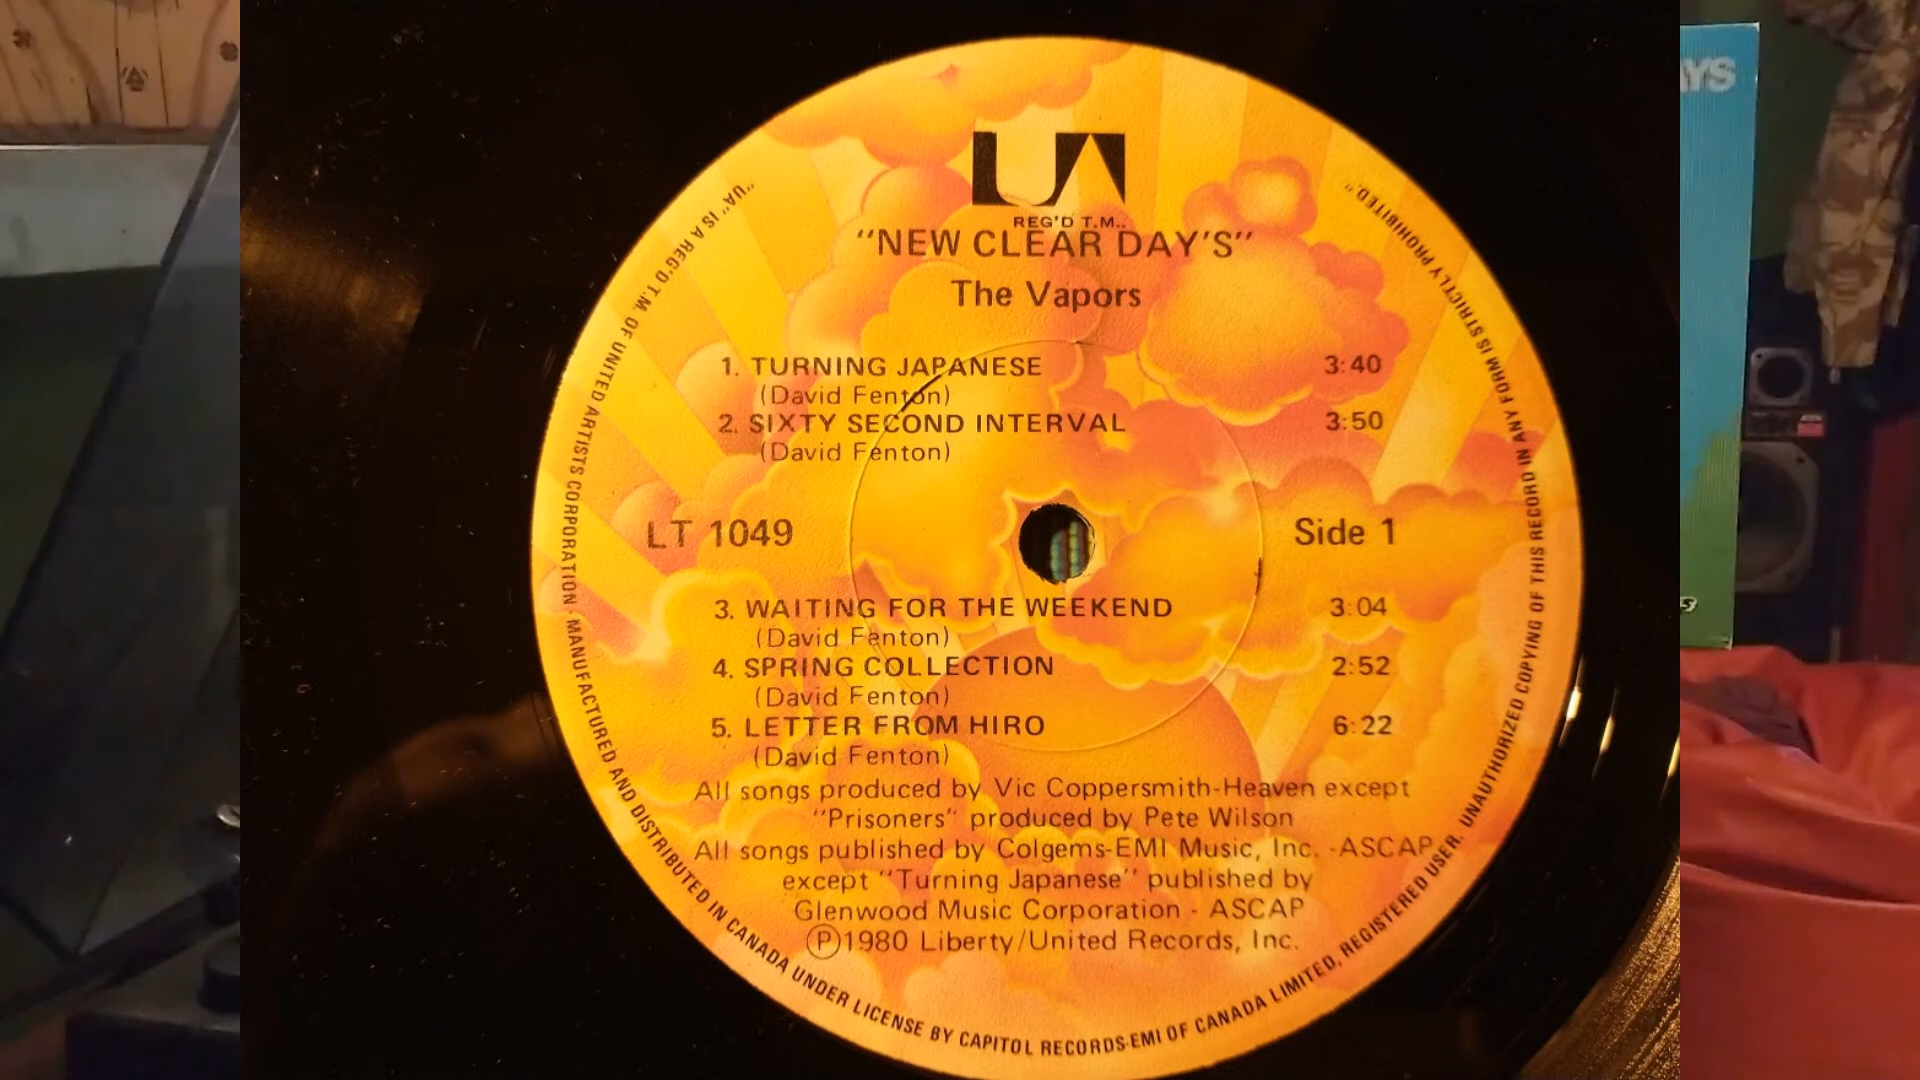 UA
REG'D T.M..
"NEW CLEAR DAY'S"
The Vapors
1. TURNING JAPANESE 3:40
(David Fenton)
2. SIXTY SECOND INTERVAL 3:50
(David Fenton)
LT 1049 Side 1
3. WAITING FOR THE WEEKEND 3:04
(David Fenton)
4. SPRING COLLECTION 2:52
(David Fenton)
5. LETTER FROM HIRO 6:22
(David Fenton)
All songs produced by Vic Coppersmith-Heaven except
"Prisoners" produced by Pete Wilson
All songs published by Colgems-EMI Music, Inc. -ASCAP
except "Turning Japanese" published by
Glenwood Music Corporation - ASCAP
Ⓟ1980 Liberty/United Records, Inc.
"UA" IS A REG'D T.M. OF UNITED ARTISTS CORPORATION · MANUFACTURED AND DISTRIBUTED IN CANADA UNDER LICENSE BY CAPITOL RECORDS-EMI OF CANADA LIMITED, REGISTERED USER. UNAUTHORIZED COPYING OF THIS RECORD IN ANY FORM IS STRICTLY PROHIBITED."
AYS